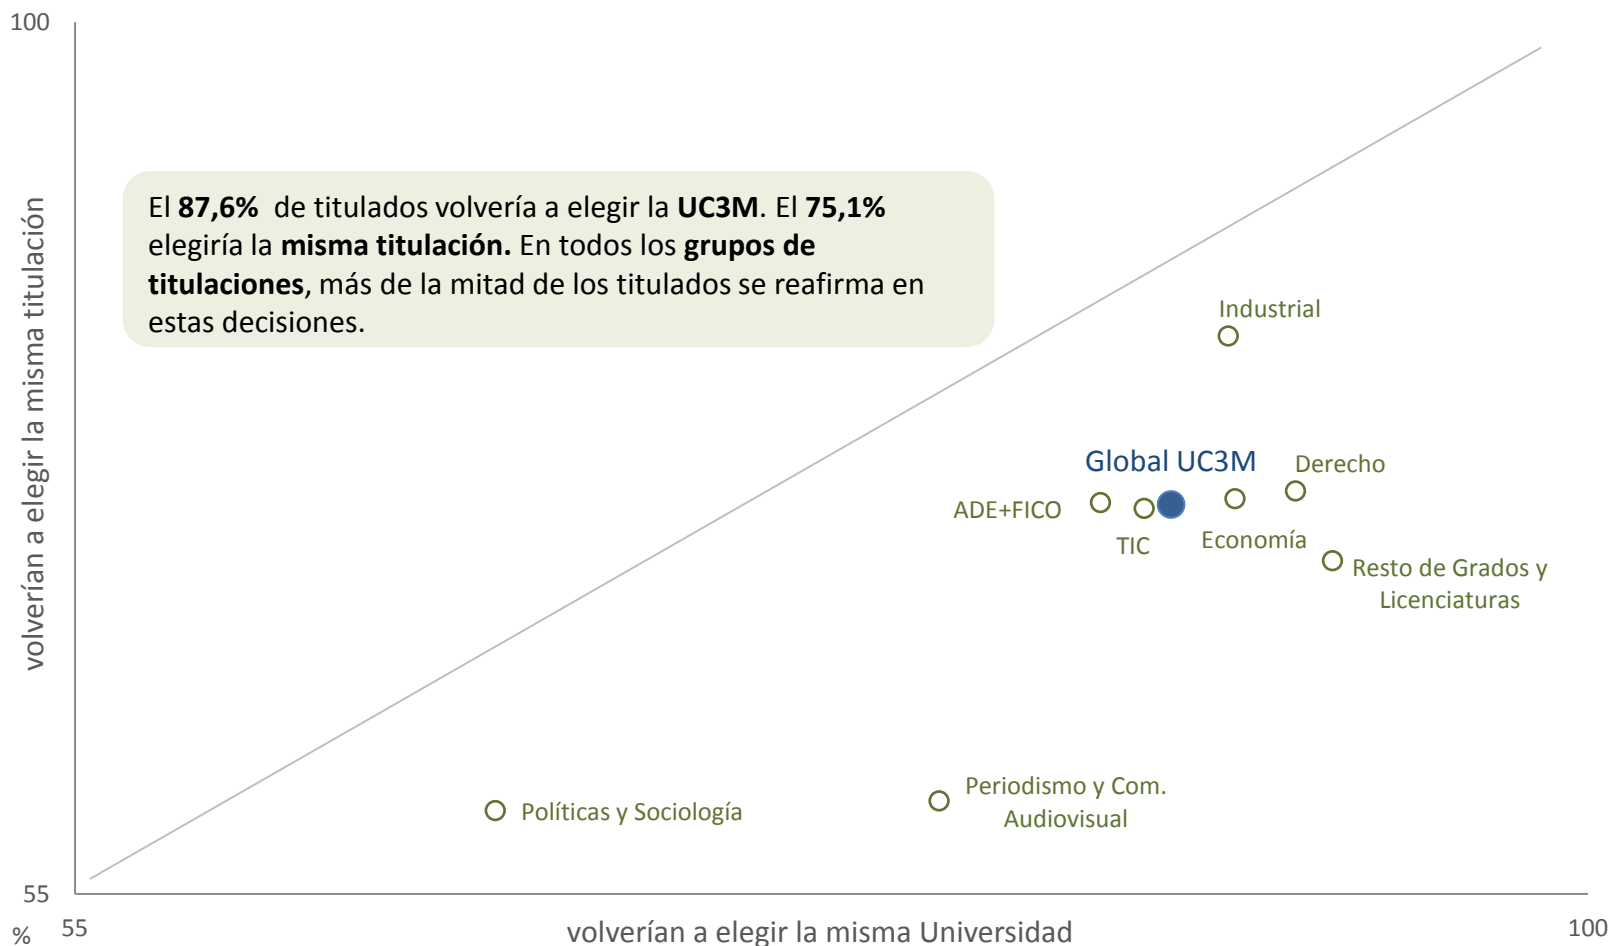 100
volverían a elegir la misma titulación
El 87,6% de titulados volvería a elegir la UC3M. El 75,1%
elegiría la misma titulación. En todos los grupos de
titulaciones, más de la mitad de los titulados se reafirma en
estas decisiones.
Industrial
Global UC3M
Derecho
ADE+FICO
TIC
Economía
Resto de Grados y
Licenciaturas
Periodismo y Com.
Audiovisual
Políticas y Sociología
55
%
55
volverían a elegir la misma Universidad
100